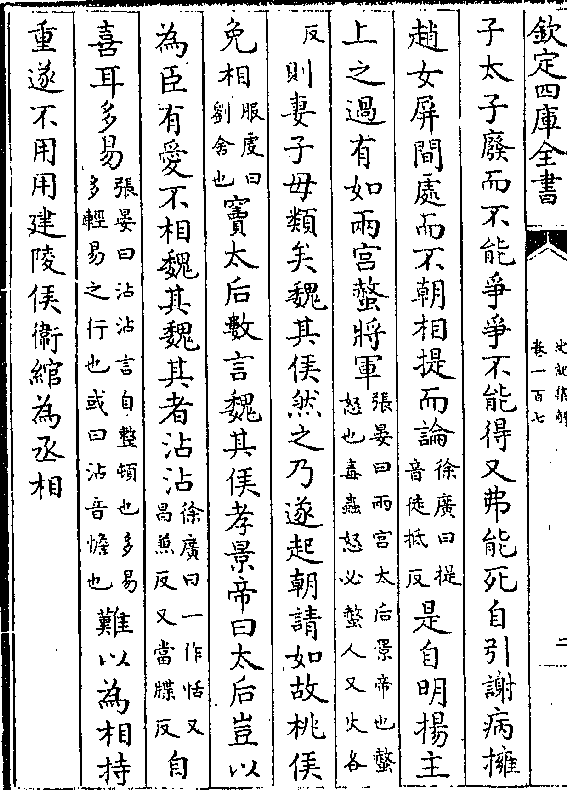 欽定四庫全書
史記集解
卷一百七
二
子太子廢而不能爭爭不能得又弗能死自引謝病擁
趙女屏間處而不朝相提而論徐廣曰提音徒抵反是自明揚主
上之過有如兩宮螫將軍張晏曰兩宮太后景帝也螫怒也毒蟲怒必螫人又火各
反則妻子毋類矣魏其侯然之乃遂起朝請如故桃侯
免相服虔曰劉舍也竇太后數言魏其侯孝景帝曰太后豈以
為臣有愛不相魏其魏其者沾沾徐廣曰一作怗又昌兼反又當牒反自
喜耳多易張晏曰沾沾言自整頓也多易多輕易之行也或曰沾音幨也難以為相持
重遂不用用建陵侯衛綰為丞相